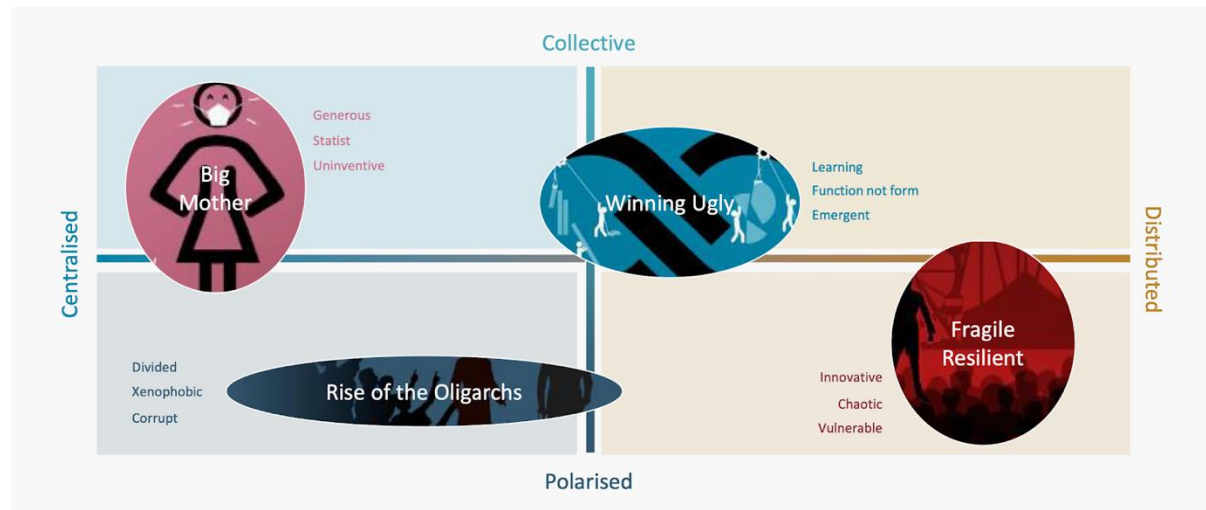 Collective
Generous
Statist
Uninventive
Big
Mother
Winning Ugly
Learning
Function not form
Emergent
Centralised
Distributed
Divided
Xenophobic
Corrupt
Rise of the Oligarchs
Fragile
Resilient
Innovative
Chaotic
Vulnerable
Polarised